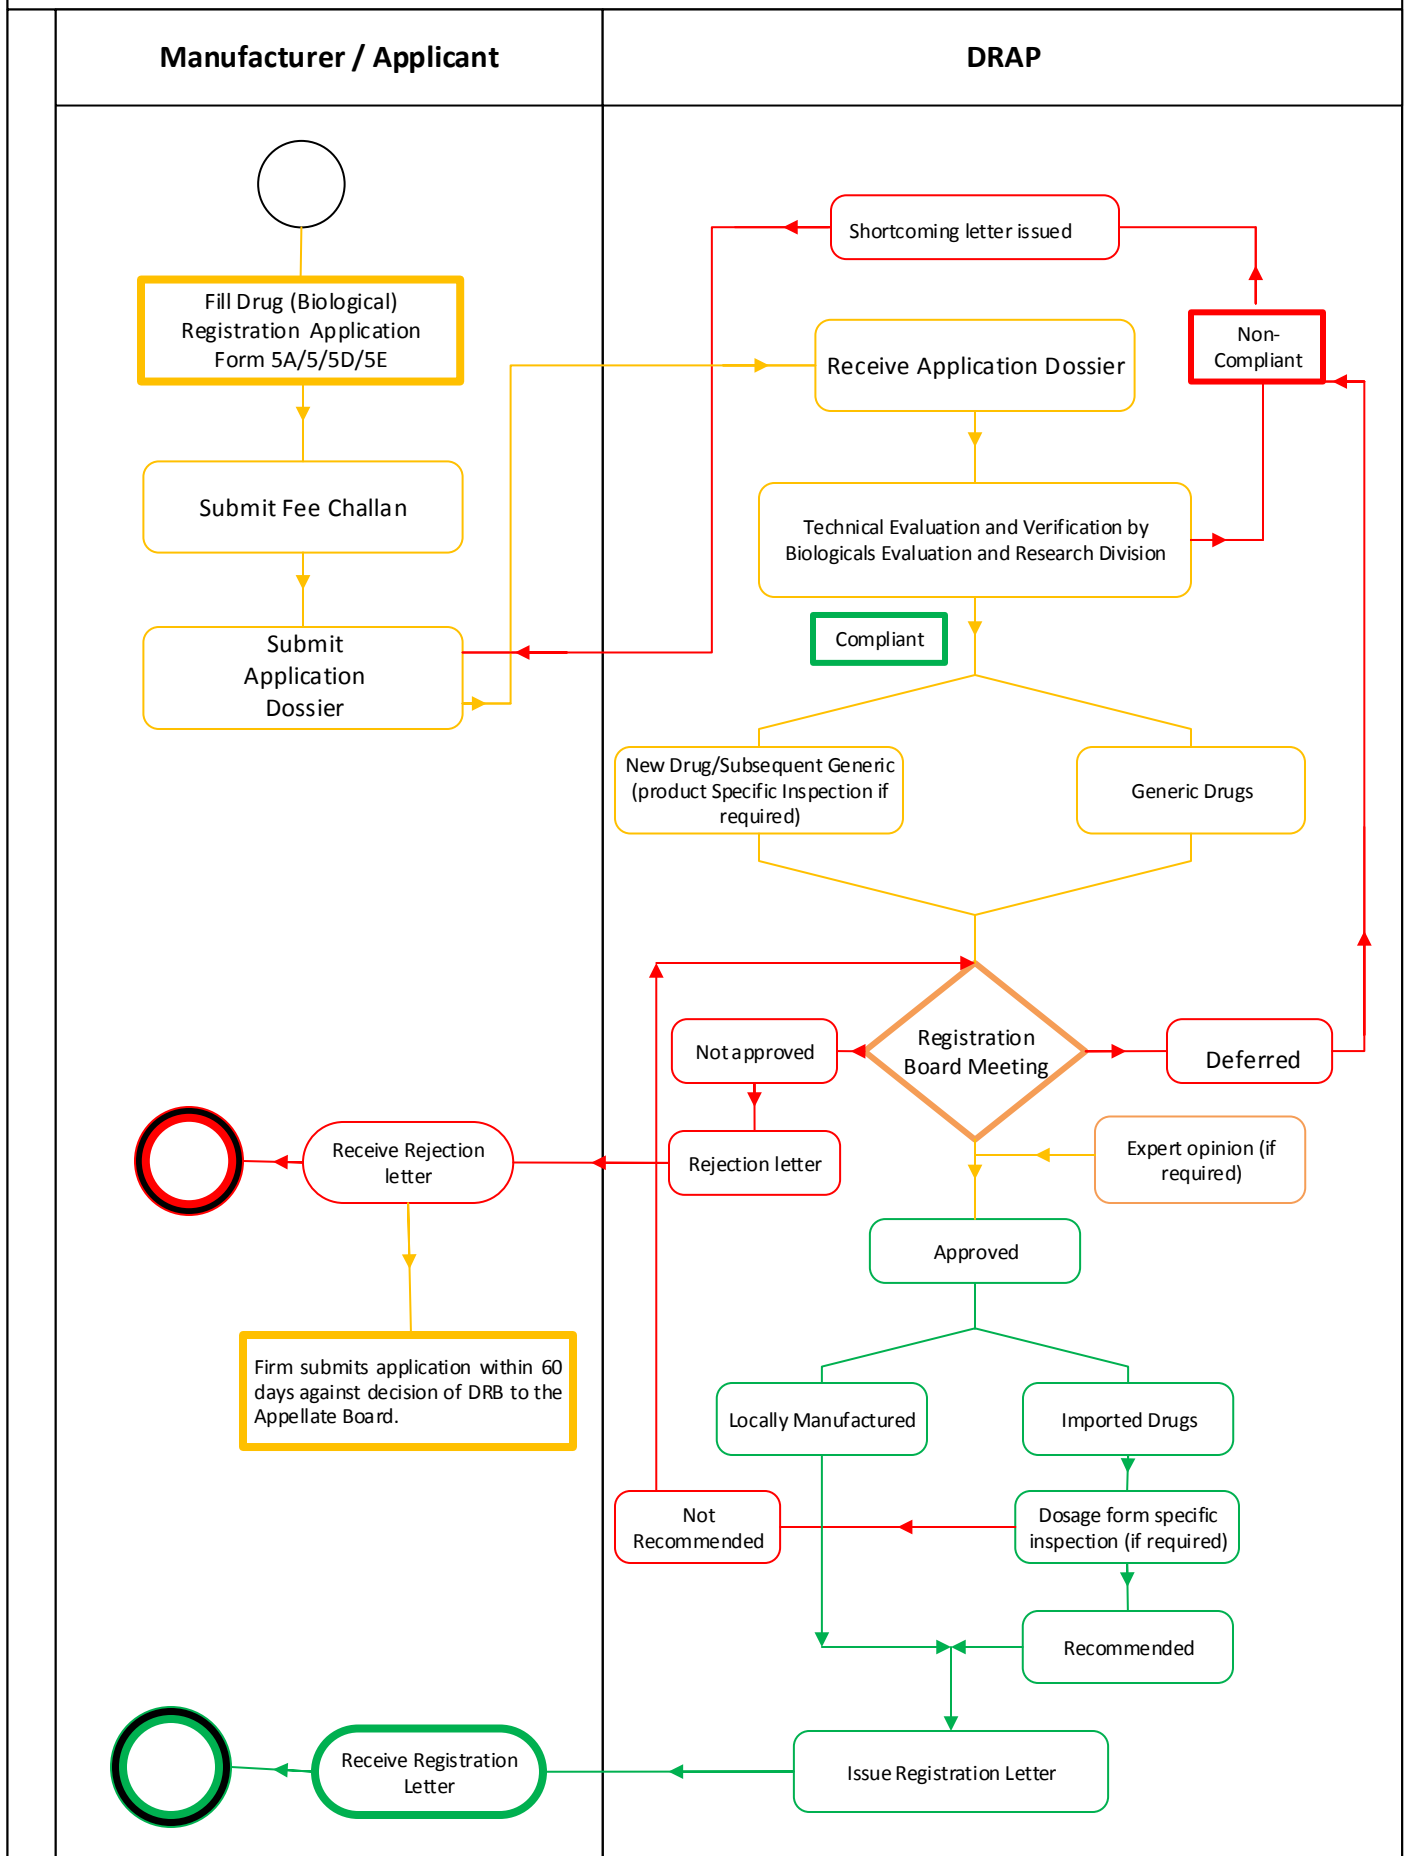 Manufacturer / Applicant
DRAP
Fill Drug (Biological)
Registration Application
Form 5A/5/5D/5E
Submit Fee Challan
Submit
Application
Dossier
Shortcoming letter issued
Non-
Compliant
Receive Application Dossier
Technical Evaluation and Verification by
Biologicals Evaluation and Research Division
Compliant
New Drug/Subsequent Generic
(product Specific Inspection if
required)
Generic Drugs
Registration
Board Meeting
Not approved
Deferred
Rejection letter
Receive Rejection
letter
Expert opinion (if
required)
Approved
Firm submits application within 60
days against decision of DRB to the
Appellate Board.
Locally Manufactured
Imported Drugs
Not
Recommended
Dosage form specific
inspection (if required)
Recommended
Issue Registration Letter
Receive Registration
Letter